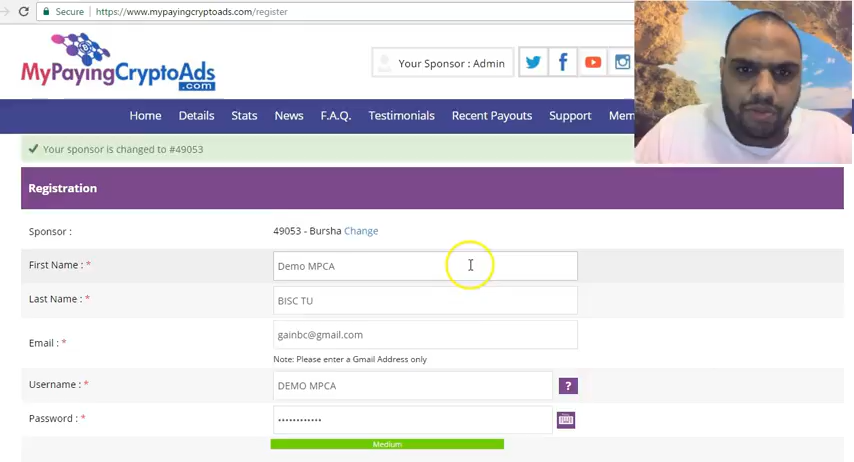 Secure https://www.mypayingcryptoads.com/register
MyPayingCryptoAds
.com
Your Sponsor : Admin
Home Details Stats News F.A.Q. Testimonials Recent Payouts Support Mem
Your sponsor is changed to #49053
Registration
Sponsor : 49053 - Bursha Change
First Name : * Demo MPCA
Last Name : * BISC TU
Email : * gainbc@gmail.com
Note: Please enter a Gmail Address only
Username : * DEMO MPCA ?
Password : * ••••••••••••
Medium